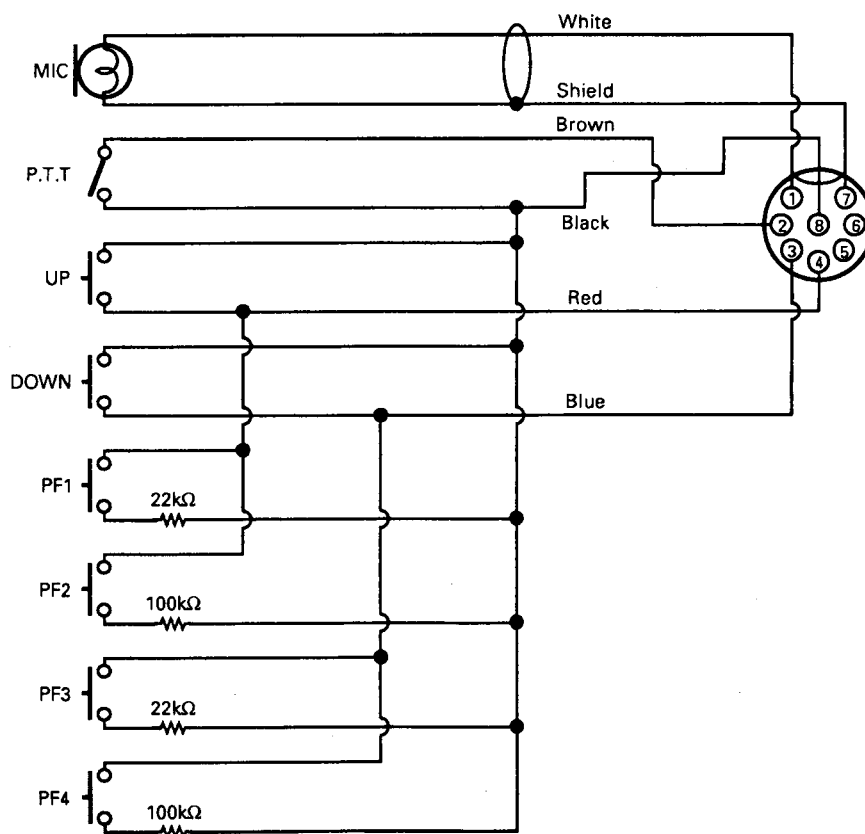 White
MIC
Shield
Brown
P.T.T
Black
1
7
2
8
6
3
4
5
UP
Red
DOWN
Blue
PF1
22kΩ
PF2
100kΩ
PF3
22kΩ
PF4
100kΩ